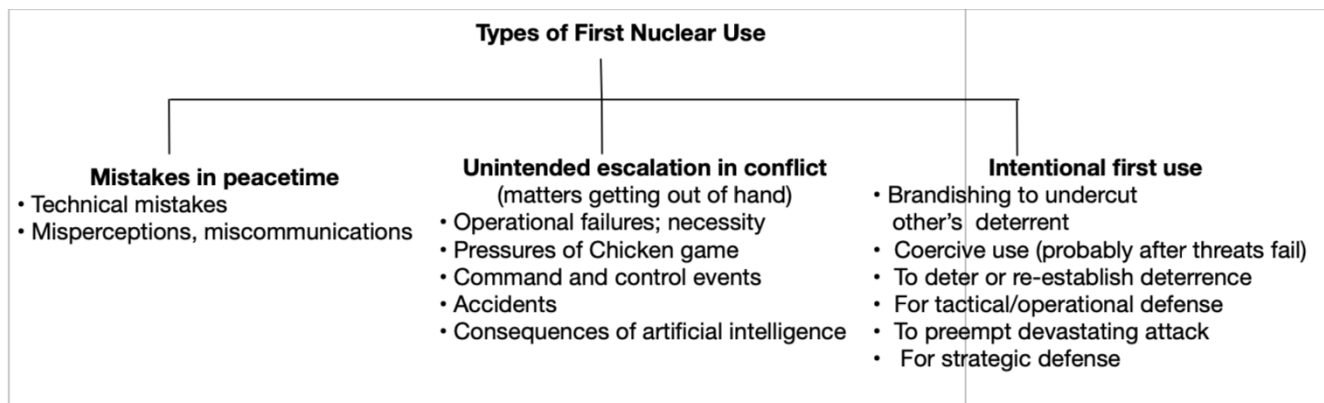 Types of First Nuclear Use
Mistakes in peacetime
• Technical mistakes
• Misperceptions, miscommunications
Unintended escalation in conflict
(matters getting out of hand)
• Operational failures; necessity
• Pressures of Chicken game
• Command and control events
• Accidents
• Consequences of artificial intelligence
Intentional first use
• Brandishing to undercut
other's deterrent
• Coercive use (probably after threats fail)
• To deter or re-establish deterrence
• For tactical/operational defense
• To preempt devastating attack
• For strategic defense